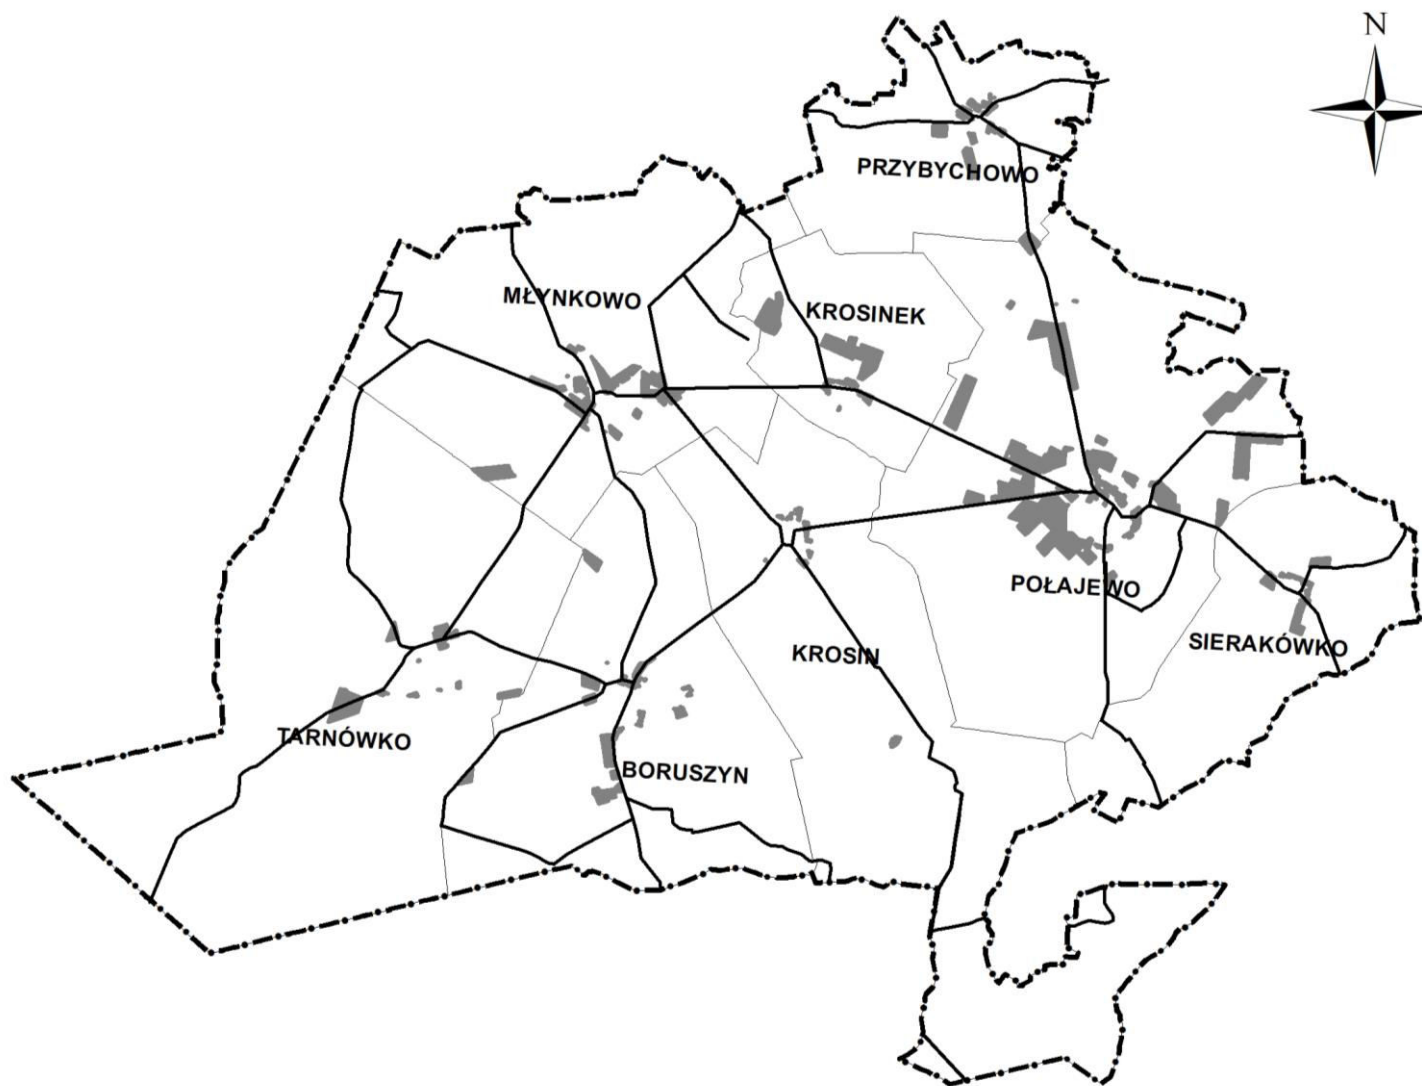 N
PRZYBYCHOWO
MŁYNKOWO
KROSINEK
POŁAJEWO
SIERAKÓWKO
KROSIN
TARNÓWKO
BORUSZYN